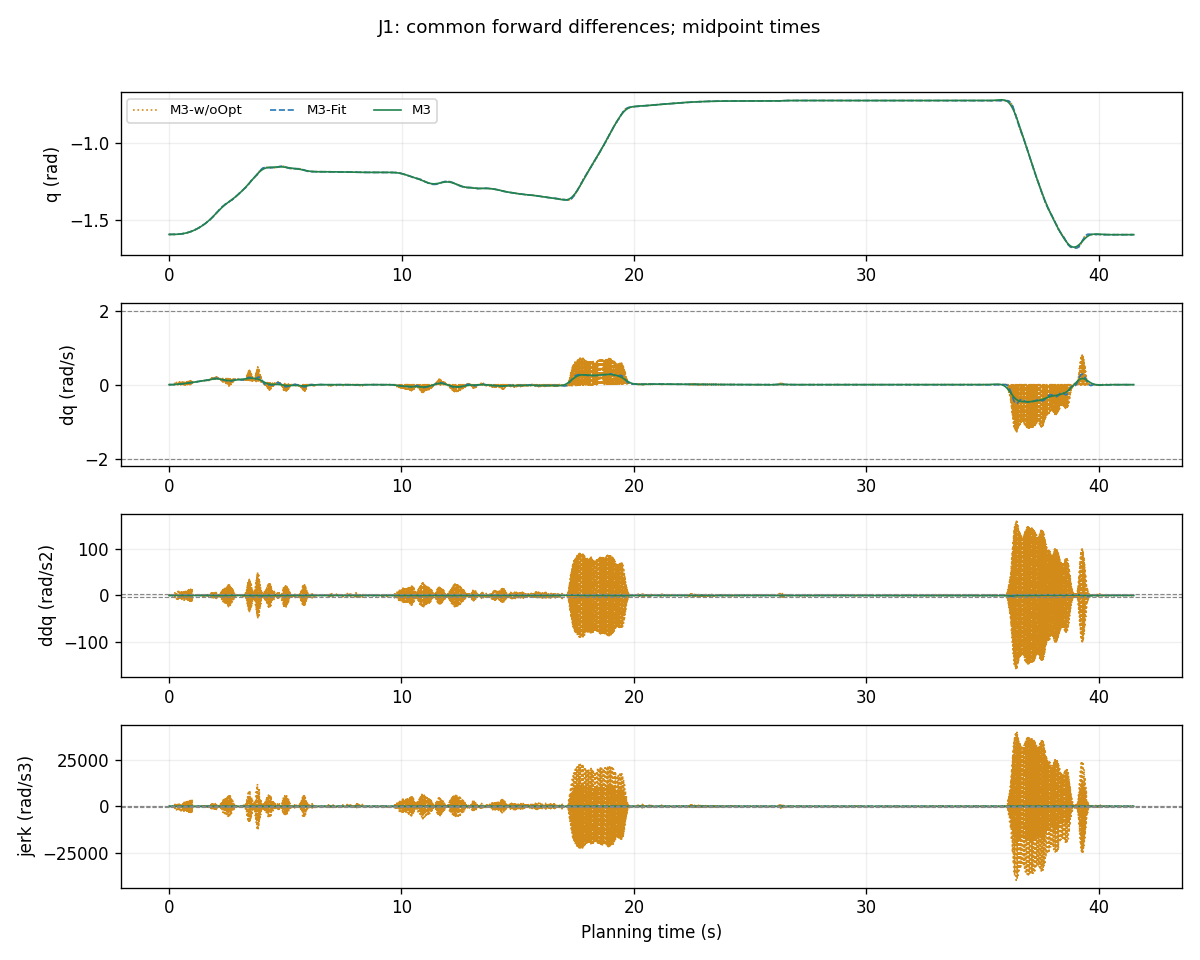 J1: common forward differences; midpoint times
M3-w/oOpt M3-Fit M3
−1.0
−1.5
q (rad)
0 10 20 30 40
2
0
−2
dq (rad/s)
0 10 20 30 40
100
0
−100
ddq (rad/s2)
0 10 20 30 40
25000
0
−25000
jerk (rad/s3)
0 10 20 30 40
Planning time (s)